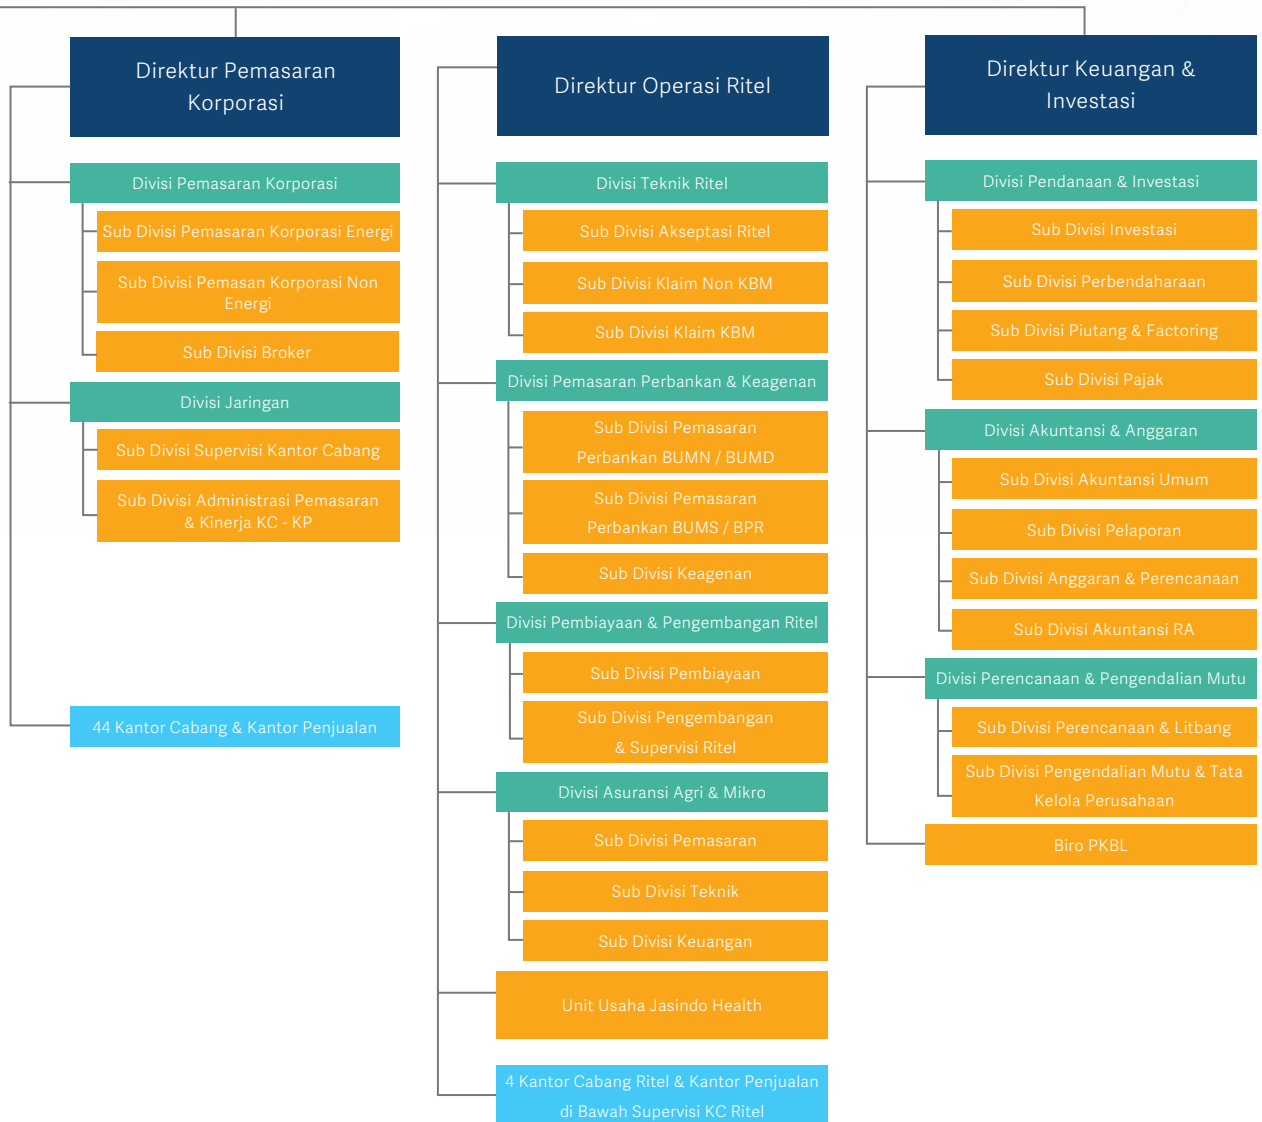 Direktur Pemasaran
Korporasi
Divisi Pemasaran Korporasi
Sub Divisi Pemasaran Korporasi Energi
Sub Divisi Pemasan Korporasi Non
Energi
Sub Divisi Broker
Divisi Jaringan
Sub Divisi Supervisi Kantor Cabang
Sub Divisi Administrasi Pemasaran
& Kinerja KC - KP
44 Kantor Cabang & Kantor Penjualan
Direktur Operasi Ritel
Divisi Teknik Ritel
Sub Divisi Akseptasi Ritel
Sub Divisi Klaim Non KBM
Sub Divisi Klaim KBM
Divisi Pemasaran Perbankan & Keagenan
Sub Divisi Pemasaran
Perbankan BUMN / BUMD
Sub Divisi Pemasaran
Perbankan BUMS / BPR
Sub Divisi Keagenan
Divisi Pembiayaan & Pengembangan Ritel
Sub Divisi Pembiayaan
Sub Divisi Pengembangan
& Supervisi Ritel
Divisi Asuransi Agri & Mikro
Sub Divisi Pemasaran
Sub Divisi Teknik
Sub Divisi Keuangan
Unit Usaha Jasindo Health
4 Kantor Cabang Ritel & Kantor Penjualan
di Bawah Supervisi KC Ritel
Direktur Keuangan &
Investasi
Divisi Pendanaan & Investasi
Sub Divisi Investasi
Sub Divisi Perbendaharaan
Sub Divisi Piutang & Factoring
Sub Divisi Pajak
Divisi Akuntansi & Anggaran
Sub Divisi Akuntansi Umum
Sub Divisi Pelaporan
Sub Divisi Anggaran & Perencanaan
Sub Divisi Akuntansi RA
Divisi Perencanaan & Pengendalian Mutu
Sub Divisi Perencanaan & Litbang
Sub Divisi Pengendalian Mutu & Tata
Kelola Perusahaan
Biro PKBL